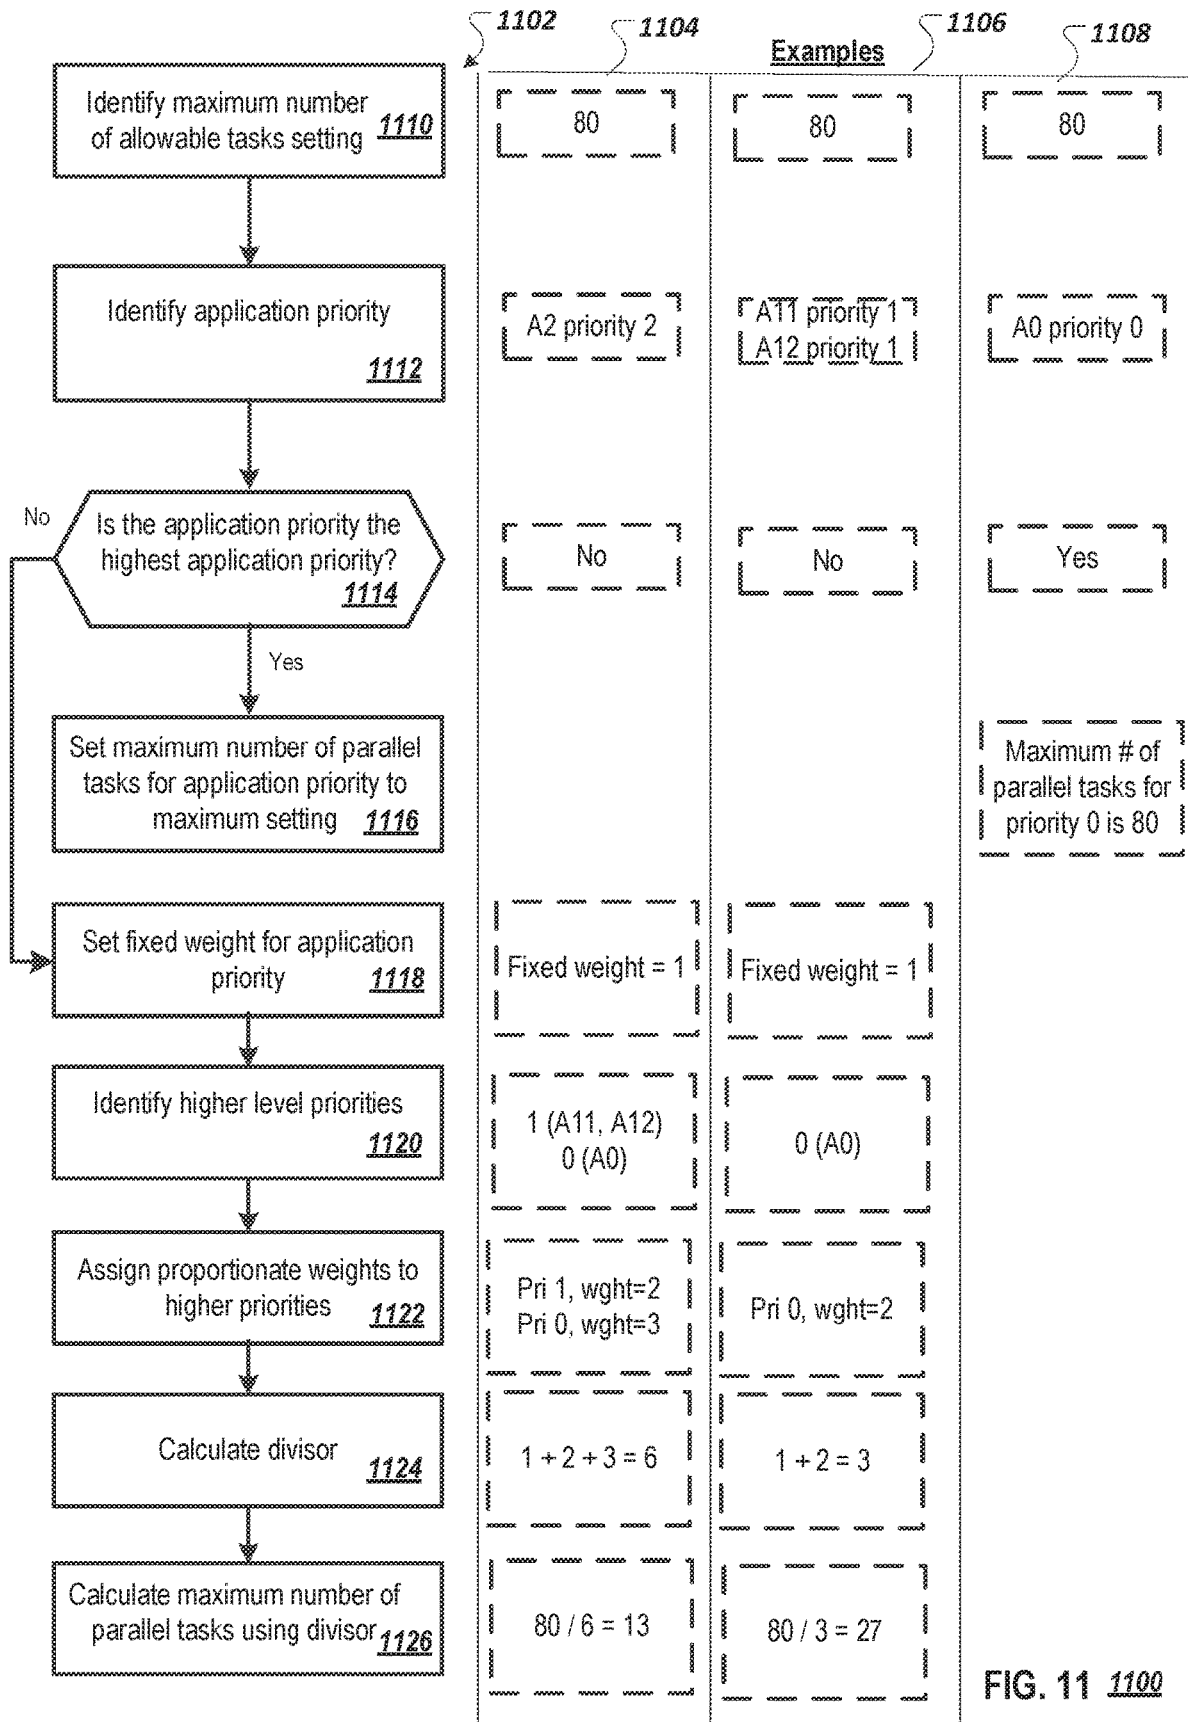 1102
1104
Examples
1106
1108
Identify maximum number
of allowable tasks setting 1110
80
80
80
Identify application priority
1112
A2 priority 2
A11 priority 1
A12 priority 1
A0 priority 0
No
Is the application priority the
highest application priority?
1114
No
No
Yes
Yes
Set maximum number of parallel
tasks for application priority to
maximum setting 1116
Maximum # of
parallel tasks for
priority 0 is 80
Set fixed weight for application
priority 1118
Fixed weight = 1
Fixed weight = 1
Identify higher level priorities
1120
1 (A11, A12)
0 (A0)
0 (A0)
Assign proportionate weights to
higher priorities 1122
Pri 1, wght=2
Pri 0, wght=3
Pri 0, wght=2
Calculate divisor
1124
1 + 2 + 3 = 6
1 + 2 = 3
Calculate maximum number of
parallel tasks using divisor 1126
80 / 6 = 13
80 / 3 = 27
FIG. 11 1100